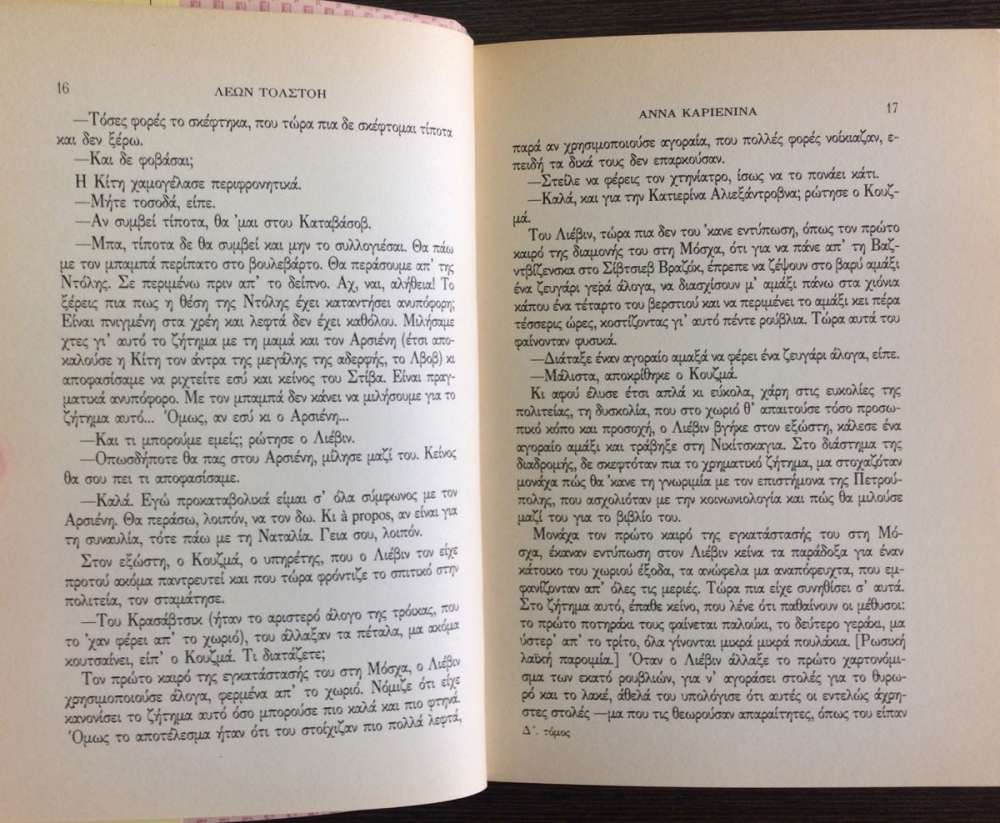 16
ΛΕΩΝ ΤΟΛΣΤΟΗ
—Τόσες φορές το σκέφτηκα, που τώρα πια δε σκέφτομαι τίποτα
και δεν ξέρω.
—Και δε φοβάσαι;
Η Κίτη χαμογέλασε περιφρονητικά.
—Μήτε τοσοδά, είπε.
—Αν συμβεί τίποτα, θα 'μαι στου Καταβάσοβ.
—Μπα, τίποτα δε θα συμβεί και μην το συλλογιέσαι. Θα πάω
με τον μπαμπά περίπατο στο βουλεβάρτο. Θα περάσουμε απ' της
Ντόλης. Σε περιμένω πριν απ' το δείπνο. Αχ, ναι, αλήθεια! Το
ξέρεις πια πως η θέση της Ντόλης έχει καταντήσει ανυπόφορη;
Είναι πνιγμένη στα χρέη και λεφτά δεν έχει καθόλου. Μιλήσαμε
χτες γι' αυτό το ζήτημα με τη μαμά και τον Αρσιένη (έτσι απο-
καλούσε η Κίτη τον άντρα της μεγάλης της αδερφής, το Λβοβ) κι
αποφασίσαμε να ριχτείτε εσύ και κείνος του Στίβα. Είναι πραγ-
ματικά ανυπόφορο. Με τον μπαμπά δεν κάνει να μιλήσουμε για το
ζήτημα αυτό... Όμως, αν εσύ κι ο Αρσιένη...
—Και τι μπορούμε εμείς; ρώτησε ο Λιέβιν.
—Οπωσδήποτε θα πας στου Αρσιένη, μίλησε μαζί του. Κείνος
θα σου πει τι αποφασίσαμε.
—Καλά. Εγώ προκαταβολικά είμαι σ' όλα σύμφωνος με τον
Αρσιένη. Θα περάσω, λοιπόν, να τον δω. Κι à propos, αν είναι για
τη συναυλία, τότε πάω με τη Ναταλία. Γεια σου, λοιπόν.
Στον εξώστη, ο Κουζμά, ο υπηρέτης, που ο Λιέβιν τον είχε
προτού ακόμα παντρευτεί και που τώρα φρόντιζε το σπιτικό στην
πολιτεία, τον σταμάτησε.
—Του Κρασάβτσικ (ήταν το αριστερό άλογο της τρόικας, που
το 'χαν φέρει απ' το χωριό), του άλλαξαν τα πέταλα, μα ακόμα
κουτσαίνει, είπ' ο Κουζμά. Τι διατάζετε;
Τον πρώτο καιρό της εγκατάστασής του στη Μόσχα, ο Λιέβιν
χρησιμοποιούσε άλογα, φερμένα απ' το χωριό. Νόμιζε ότι είχε
κανονίσει το ζήτημα αυτό όσο μπορούσε πιο καλά και πιο φτηνά.
Όμως το αποτέλεσμα ήταν ότι του στοίχιζαν πιο πολλά λεφτά,
ΑΝΝΑ ΚΑΡΙΕΝΙΝΑ
17
παρά αν χρησιμοποιούσε αγοραία, που πολλές φορές νοίκιαζαν, ε-
πειδή τα δικά τους δεν επαρκούσαν.
—Στείλε να φέρεις τον χτηνίατρο, ίσως να το πονάει κάτι.
—Καλά, και για την Κατιερίνα Αλιεξάντροβνα; ρώτησε ο Κουζ-
μά.
Του Λιέβιν, τώρα πια δεν του 'κανε εντύπωση, όπως τον πρώτο
καιρό της διαμονής του στη Μόσχα, ότι για να πάνε απ' τη Βαζ-
ντβίζενσκα στο Σίβτσιεβ Βραζόκ, έπρεπε να ζέψουν στο βαρύ αμάξι
ένα ζευγάρι γερά άλογα, να διασχίσουν μ' αμάξι πάνω στα χιόνια
κάπου ένα τέταρτο του βερστιού και να περιμένει το αμάξι κει πέρα
τέσσερις ώρες, κοστίζοντας γι' αυτό πέντε ρούβλια. Τώρα αυτά του
φαίνονταν φυσικά.
—Διάταξε έναν αγοραίο αμαξά να φέρει ένα ζευγάρι άλογα, είπε.
—Μάλιστα, αποκρίθηκε ο Κουζμά.
Κι αφού έλυσε έτσι απλά κι εύκολα, χάρη στις ευκολίες της
πολιτείας, τη δυσκολία, που στο χωριό θ' απαιτούσε τόσο προσω-
πικό κόπο και προσοχή, ο Λιέβιν βγήκε στον εξώστη, κάλεσε ένα
αγοραίο αμάξι και τράβηξε στη Νικίτσκαγια. Στο διάστημα της
διαδρομής, δε σκεφτόταν πια το χρηματικό ζήτημα, μα στοχαζόταν
μονάχα πώς θα 'κανε τη γνωριμία με τον επιστήμονα της Πετρού-
πολης, που ασχολιόταν με την κοινωνιολογία και πώς θα μιλούσε
μαζί του για το βιβλίο του.
Μονάχα τον πρώτο καιρό της εγκατάστασής του στη Μό-
σχα, έκαναν εντύπωση στον Λιέβιν κείνα τα παράδοξα για έναν
κάτοικο του χωριού έξοδα, τα ανώφελα μα αναπόφευχτα, που εμ-
φανίζονταν απ' όλες τις μεριές. Τώρα πια είχε συνηθίσει σ' αυτά.
Στο ζήτημα αυτό, έπαθε κείνο, που λένε ότι παθαίνουν οι μέθυσοι:
το πρώτο ποτηράκι τους φαίνεται παλούκι, το δεύτερο γεράκι, μα
ύστερ' απ' το τρίτο, όλα γίνονται μικρά μικρά πουλάκια. [Ρωσική
λαϊκή παροιμία.] Όταν ο Λιέβιν άλλαξε το πρώτο χαρτονόμι-
σμα των εκατό ρουβλιών, για ν' αγοράσει στολές για το θυρω-
ρό και το λακέ, άθελά του υπολόγισε ότι αυτές οι εντελώς άχρη-
στες στολές —μα που τις θεωρούσαν απαραίτητες, όπως του είπαν
Δ΄. τόμος